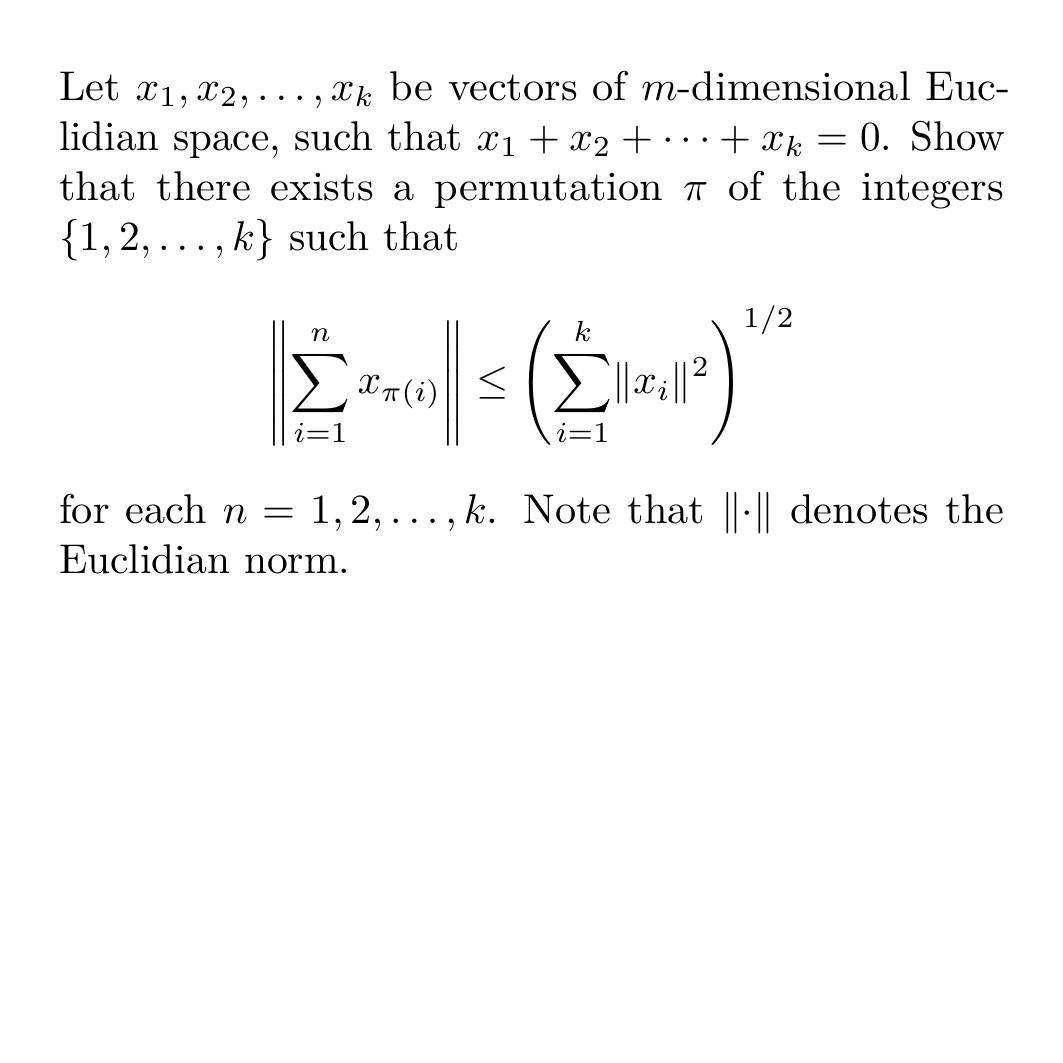 Let $x_1, x_2, \ldots, x_k$ be vectors of $m$-dimensional Euc-
lidian space, such that $x_1 + x_2 + \cdots + x_k = 0$. Show
that there exists a permutation $\pi$ of the integers
$\{1, 2, \ldots, k\}$ such that
$$\left\| \sum_{i=1}^{n} x_{\pi(i)} \right\| \leq \left( \sum_{i=1}^{k} \|x_i\|^2 \right)^{1/2}$$
for each $n = 1, 2, \ldots, k$. Note that $\|\cdot\|$ denotes the
Euclidian norm.